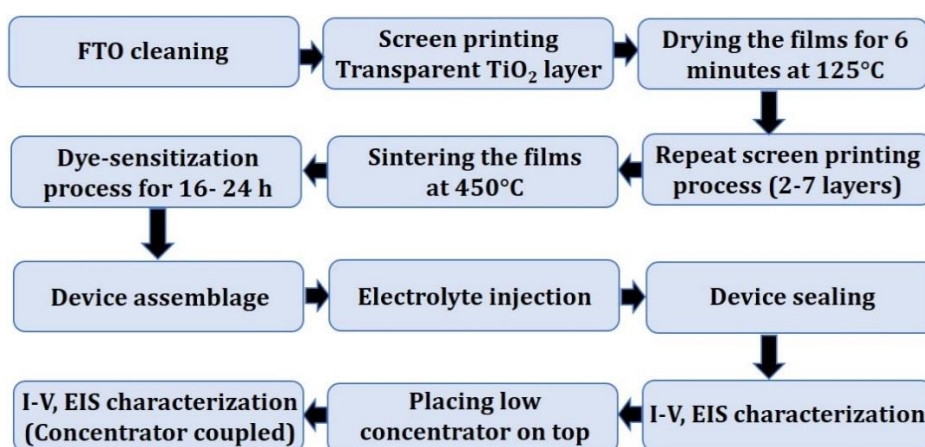 FTO cleaning
Screen printing
Transparent TiO₂ layer
Drying the films for 6
minutes at 125°C
Repeat screen printing
process (2-7 layers)
Sintering the films
at 450°C
Dye-sensitization
process for 16- 24 h
Device assemblage
Electrolyte injection
Device sealing
I-V, EIS characterization
Placing low
concentrator on top
I-V, EIS characterization
(Concentrator coupled)